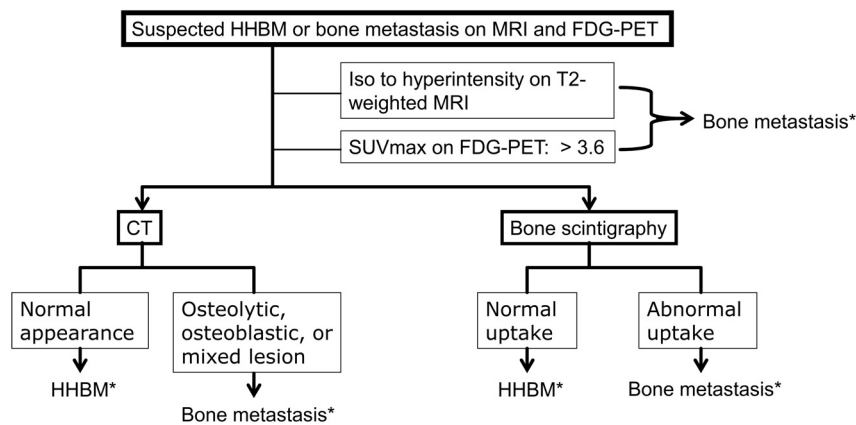 Suspected HHBM or bone metastasis on MRI and FDG-PET
Iso to hyperintensity on T2-
weighted MRI
Bone metastasis*
SUVmax on FDG-PET:  > 3.6
CT
Bone scintigraphy
Normal
appearance
Osteolytic,
osteoblastic, or
mixed lesion
Normal
uptake
Abnormal
uptake
HHBM*
Bone metastasis*
HHBM*
Bone metastasis*